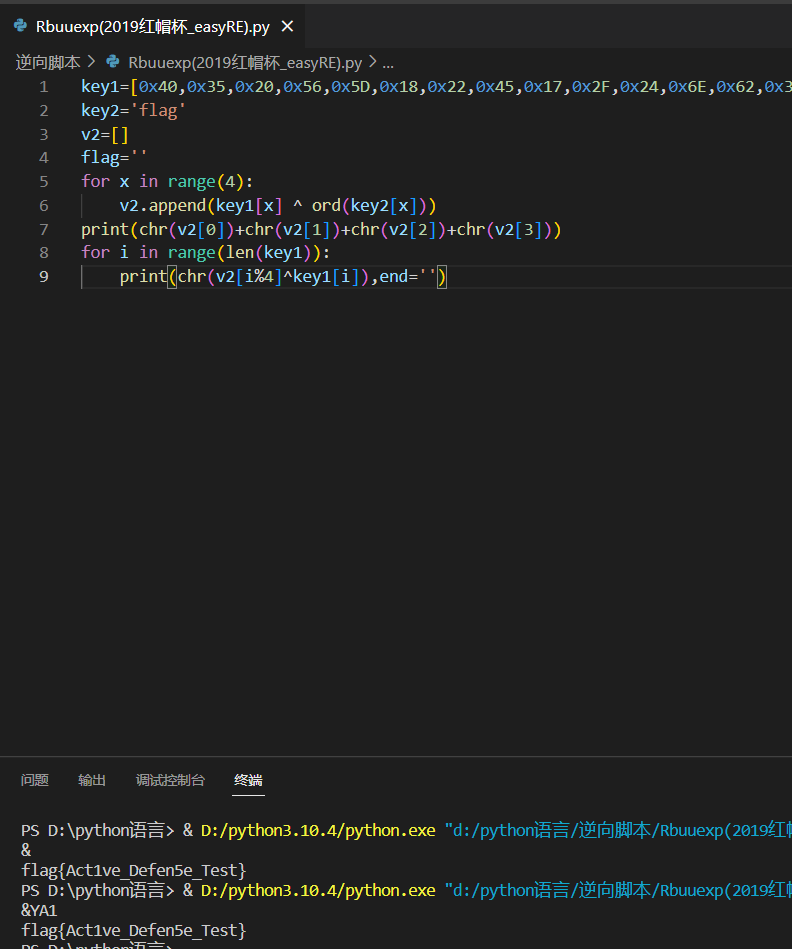 Rbuuexp(2019红帽杯_easyRE).py ×
逆向脚本 > Rbuuexp(2019红帽杯_easyRE).py > ...
1 key1=[0x40,0x35,0x20,0x56,0x5D,0x18,0x22,0x45,0x17,0x2F,0x24,0x6E,0x62,0x3
2 key2='flag'
3 v2=[]
4 flag=''
5 for x in range(4):
6 v2.append(key1[x] ^ ord(key2[x]))
7 print(chr(v2[0])+chr(v2[1])+chr(v2[2])+chr(v2[3]))
8 for i in range(len(key1)):
9 print(chr(v2[i%4]^key1[i]),end='')
问题 输出 调试控制台 终端
PS D:\python语言> & D:/python3.10.4/python.exe "d:/python语言/逆向脚本/Rbuuexp(2019红帽
&
flag{Act1ve_Defen5e_Test}
PS D:\python语言> & D:/python3.10.4/python.exe "d:/python语言/逆向脚本/Rbuuexp(2019红帽
&YA1
flag{Act1ve_Defen5e_Test}
PS D:\python语言>